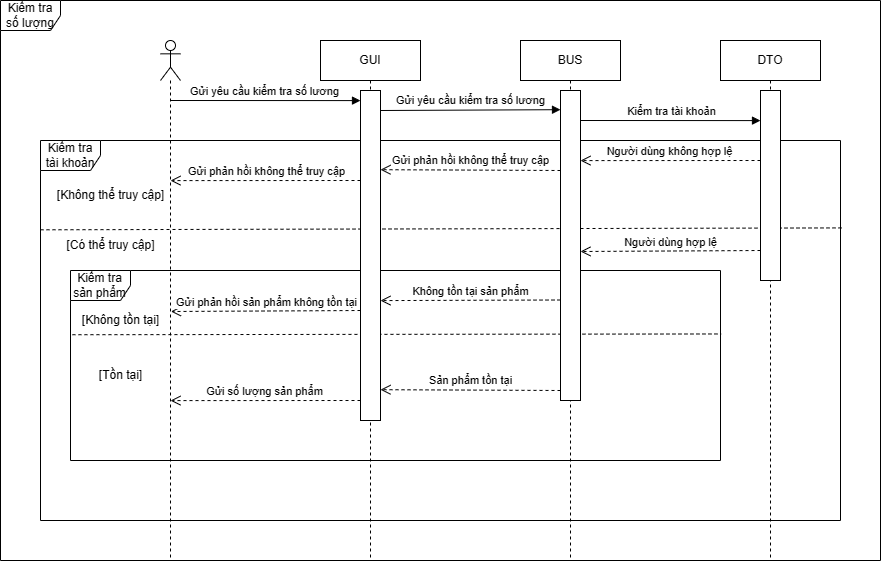 Kiểm tra
số lượng
GUI
BUS
DTO
Gửi yêu cầu kiểm tra số lương
Gửi yêu cầu kiểm tra số lương
Kiểm tra tài khoản
Kiểm tra
tài khoản
Người dùng không hợp lệ
Gửi phản hồi không thể truy cập
Gửi phản hồi không thể truy cập
[Không thể truy cập]
[Có thể truy cập]
Người dùng hợp lệ
Kiểm tra
sản phẩm
Không tồn tại sản phẩm
Gửi phản hồi sản phẩm không tồn tại
[Không tồn tại]
[Tồn tại]
Sản phẩm tồn tại
Gửi số lượng sản phẩm